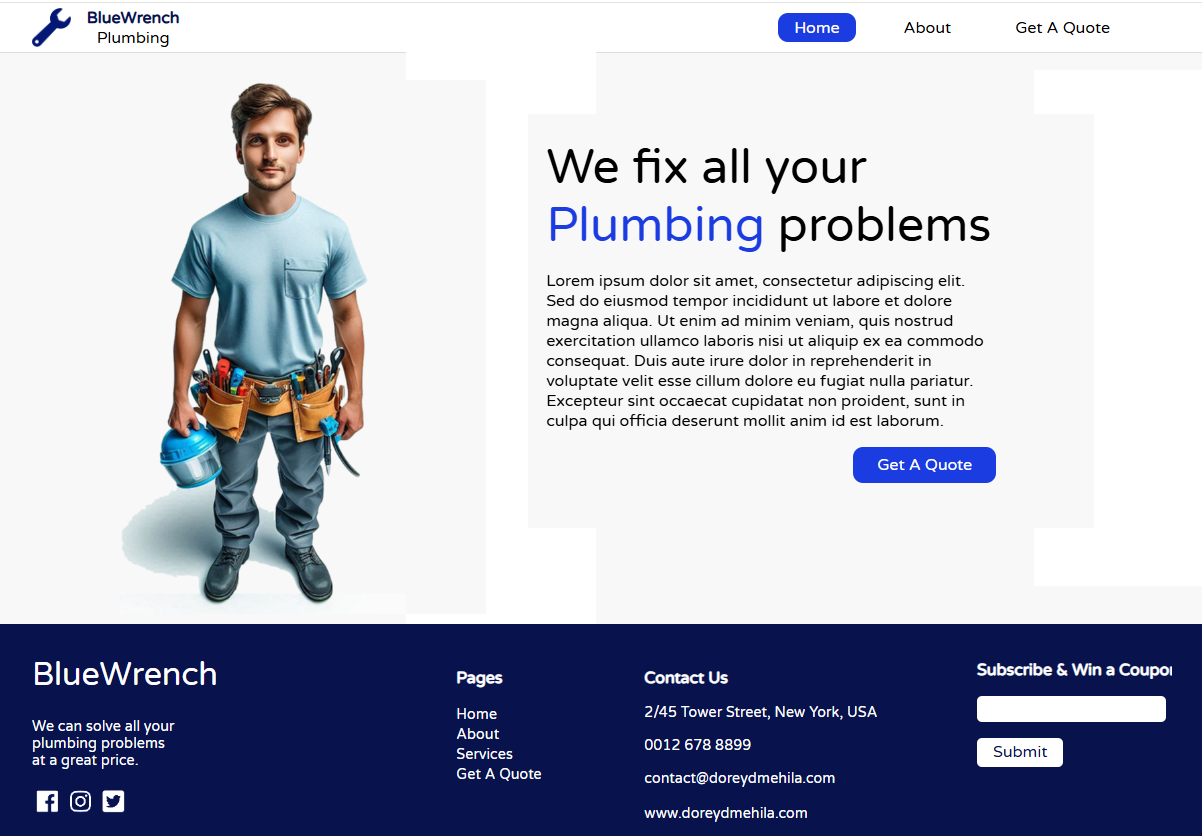 BlueWrench
Plumbing
Home
About
Get A Quote
We fix all your
Plumbing problems
Lorem ipsum dolor sit amet, consectetur adipiscing elit.
Sed do eiusmod tempor incididunt ut labore et dolore
magna aliqua. Ut enim ad minim veniam, quis nostrud
exercitation ullamco laboris nisi ut aliquip ex ea commodo
consequat. Duis aute irure dolor in reprehenderit in
voluptate velit esse cillum dolore eu fugiat nulla pariatur.
Excepteur sint occaecat cupidatat non proident, sunt in
culpa qui officia deserunt mollit anim id est laborum.
Get A Quote
BlueWrench
We can solve all your
plumbing problems
at a great price.
Pages
Home
About
Services
Get A Quote
Contact Us
2/45 Tower Street, New York, USA
0012 678 8899
contact@doreydmehila.com
www.doreydmehila.com
Subscribe & Win a Coupon
Submit